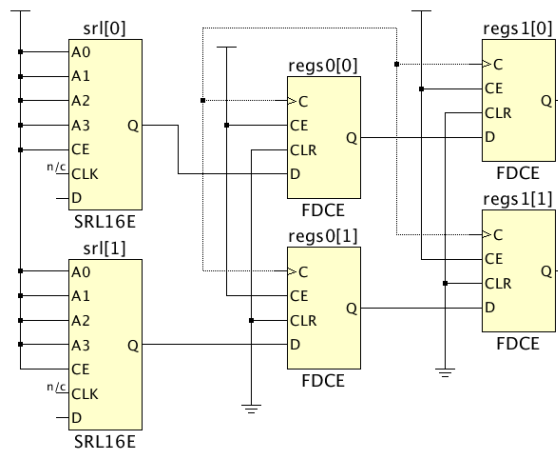 srl[0]
A0
A1
A2
A3
Q
CE
n/c
CLK
D
SRL16E
srl[1]
A0
A1
A2
A3
Q
CE
n/c
CLK
D
SRL16E
regs0[0]
C
CE
CLR
Q
D
FDCE
regs0[1]
C
CE
CLR
Q
D
FDCE
regs1[0]
C
CE
Q
CLR
D
FDCE
regs1[1]
C
CE
Q
CLR
D
FDCE